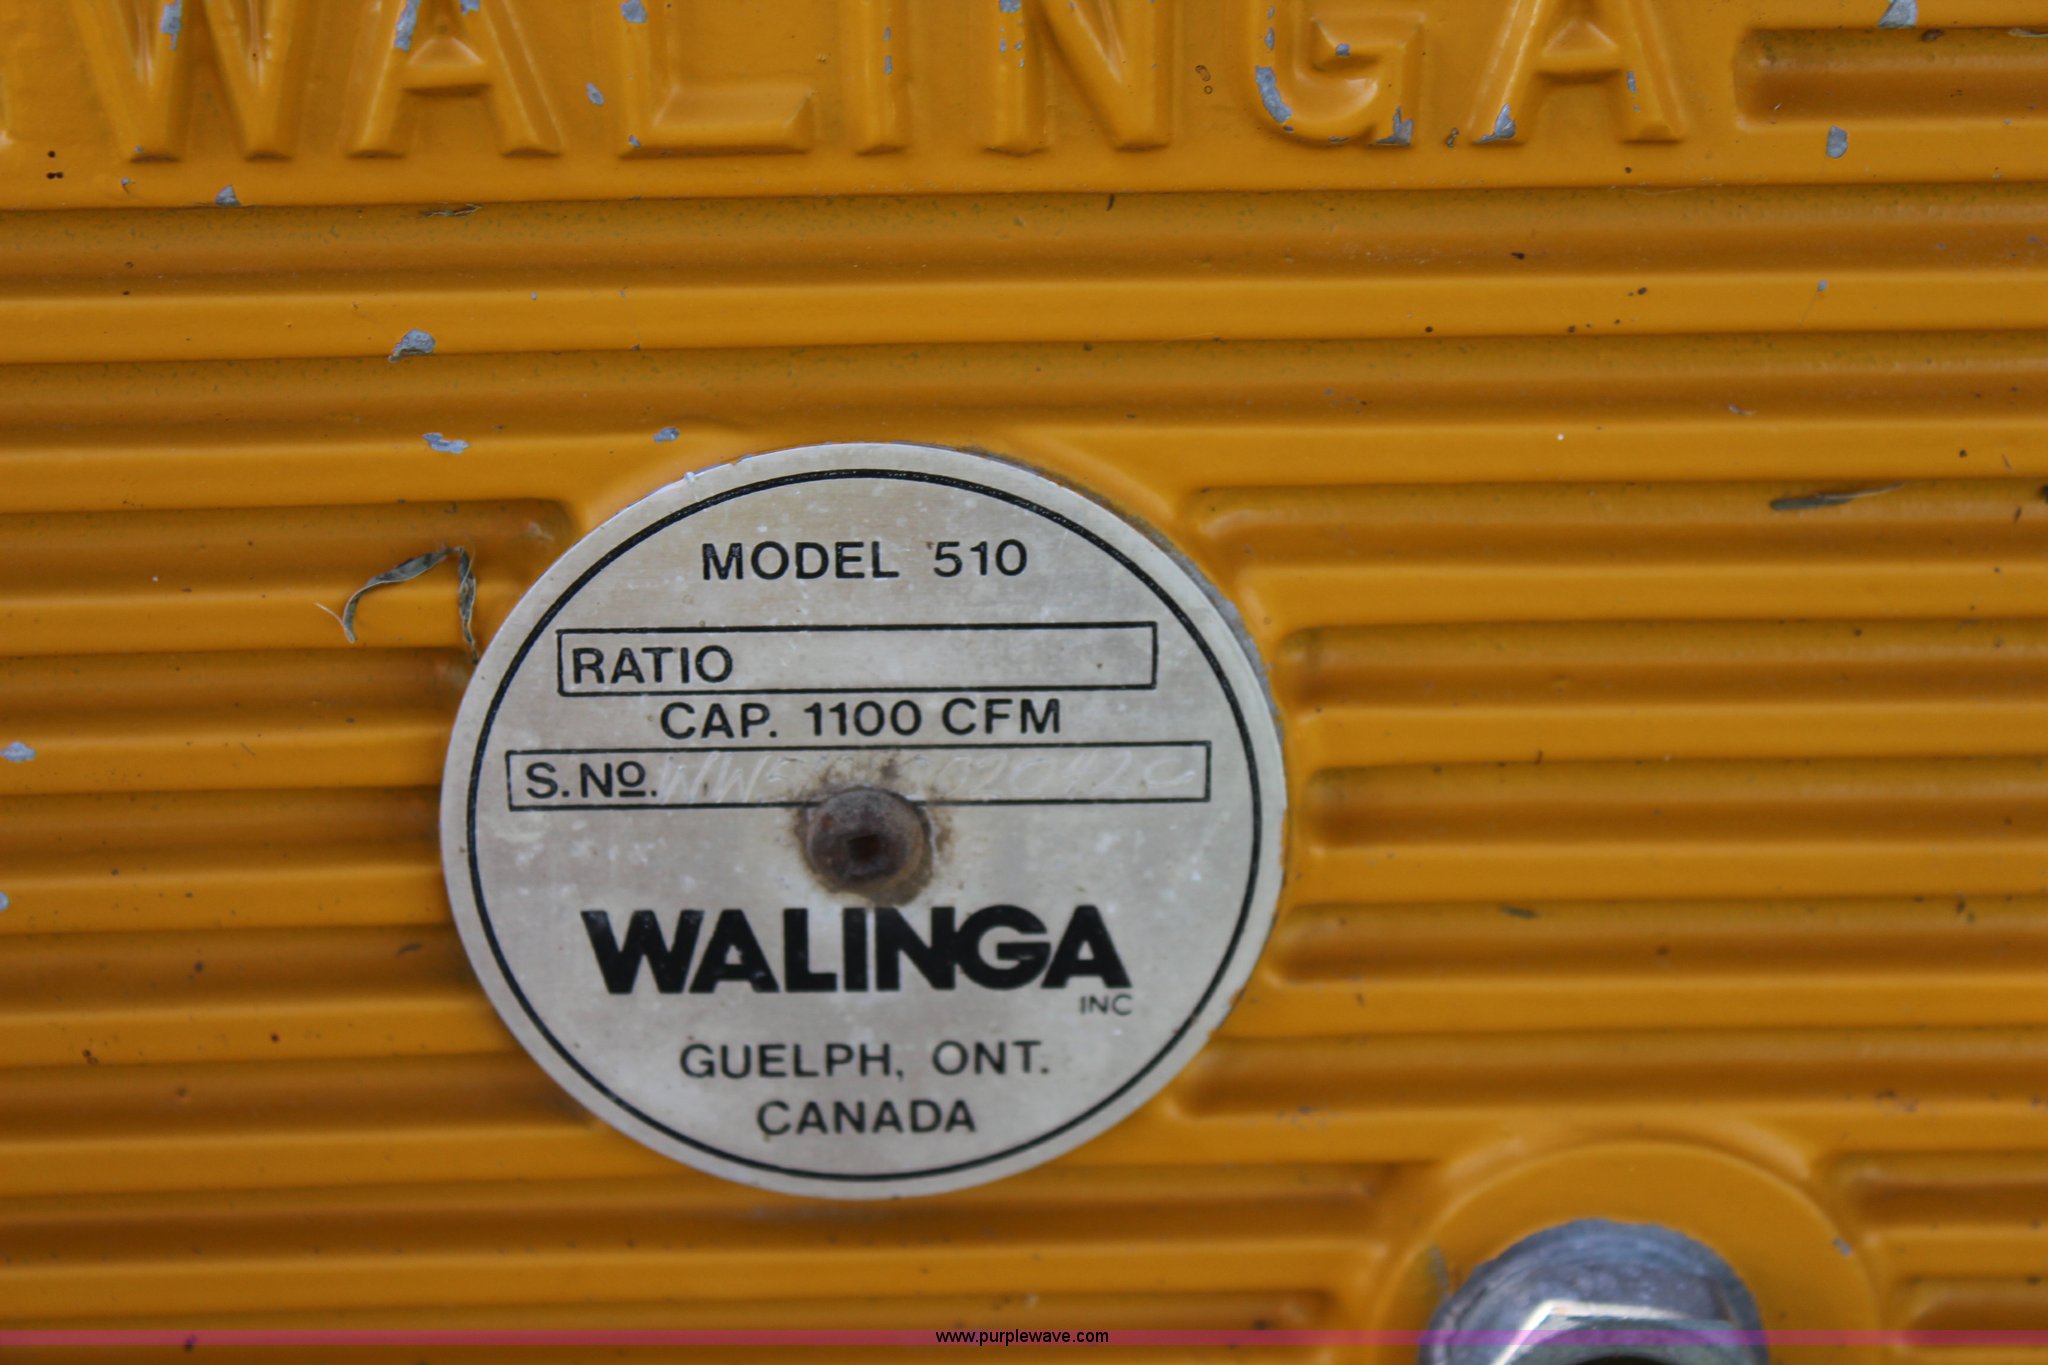 WALINGA
MODEL 510
RATIO
CAP. 1100 CFM
S.No.
WALINGA
INC
GUELPH, ONT.
CANADA
www.purplewave.com